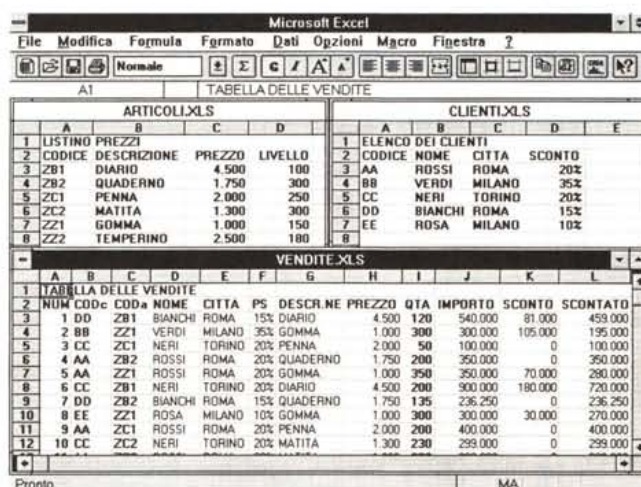 Microsoft Excel
File Modifica Formula Formato Dati Opzioni Macro Finestra ?
Normale Σ G I A A
A1 TABELLA DELLE VENDITE
ARTICOLI.XLS
A B C D
1 LISTINO PREZZI
2 CODICE DESCRIZIONE PREZZO LIVELLO
3 ZB1 DIARIO 4.500 100
4 ZB2 QUADERNO 1.750 300
5 ZC1 PENNA 2.000 250
6 ZC2 MATITA 1.300 300
7 ZZ1 GOMMA 1.000 150
8 ZZ2 TEMPERINO 2.500 180
CLIENTI.XLS
A B C D E
1 ELENCO DEI CLIENTI
2 CODICE NOME CITTA SCONTO
3 AA ROSSI ROMA 20%
4 BB VERDI MILANO 35%
5 CC NERI TORINO 20%
6 DD BIANCHI ROMA 15%
7 EE ROSA MILANO 10%
8
VENDITE.XLS
A B C D E F G H I J K L
1 TABELLA DELLE VENDITE
2 NUM CODc CODa NOME CITTA PS DESCR.NE PREZZO QTA IMPORTO SCONTO SCONTATO
3 1 DD ZB1 BIANCHI ROMA 15% DIARIO 4.500 120 540.000 81.000 459.000
4 2 BB ZZ1 VERDI MILANO 35% GOMMA 1.000 300 300.000 105.000 195.000
5 3 CC ZC1 NERI TORINO 20% PENNA 2.000 50 100.000 0 100.000
6 4 AA ZB2 ROSSI ROMA 20% QUADERNO 1.750 200 350.000 0 350.000
7 5 AA ZZ1 ROSSI ROMA 20% GOMMA 1.000 350 350.000 70.000 280.000
8 6 CC ZB1 NERI TORINO 20% DIARIO 4.500 200 900.000 180.000 720.000
9 7 DD ZB2 BIANCHI ROMA 15% QUADERNO 1.750 135 236.250 0 236.250
10 8 EE ZZ1 ROSA MILANO 10% GOMMA 1.000 300 300.000 30.000 270.000
11 9 AA ZC1 ROSSI ROMA 20% PENNA 2.000 200 400.000 0 400.000
12 10 CC ZC2 NERI TORINO 20% MATITA 1.300 230 299.000 0 299.000
Pronto MA